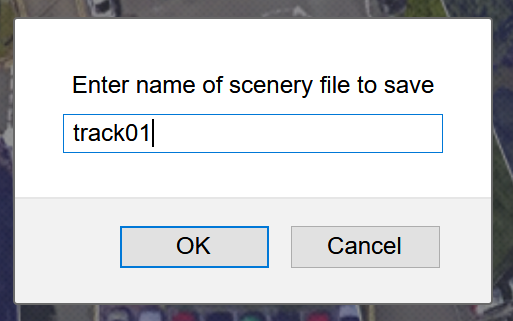 Enter name of scenery file to save
track01
OK
Cancel